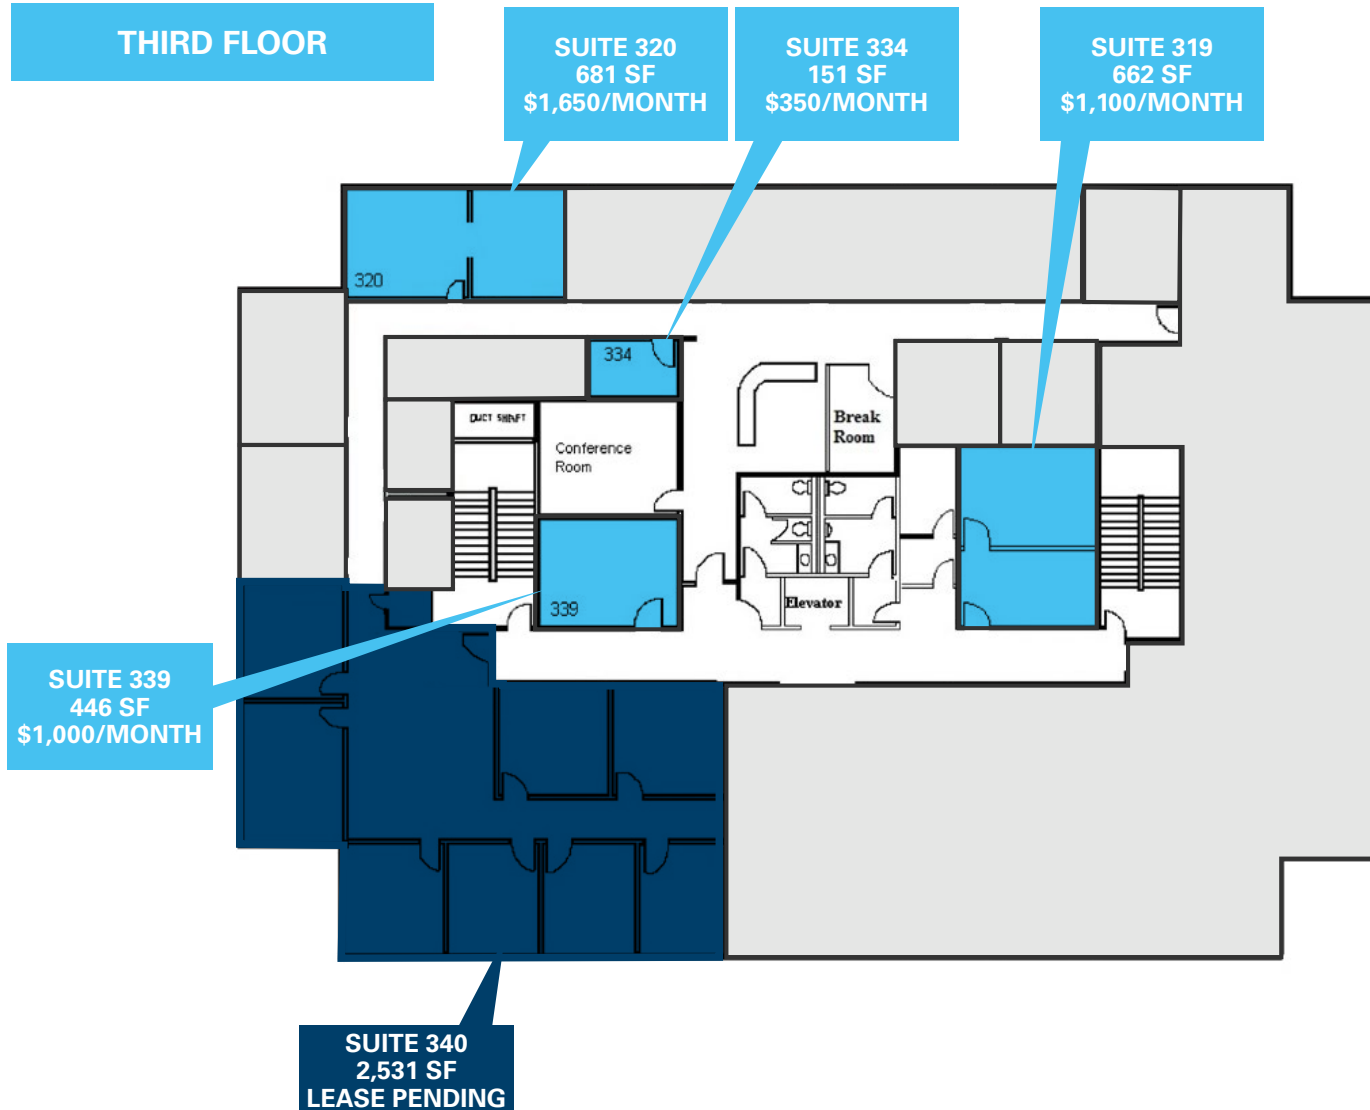 THIRD FLOOR
SUITE 320
681 SF
$1,650/MONTH
SUITE 334
151 SF
$350/MONTH
SUITE 319
662 SF
$1,100/MONTH
320
334
DUCT SHAFT
Conference
Room
Break
Room
339
Elevator
SUITE 339
446 SF
$1,000/MONTH
SUITE 340
2,531 SF
LEASE PENDING